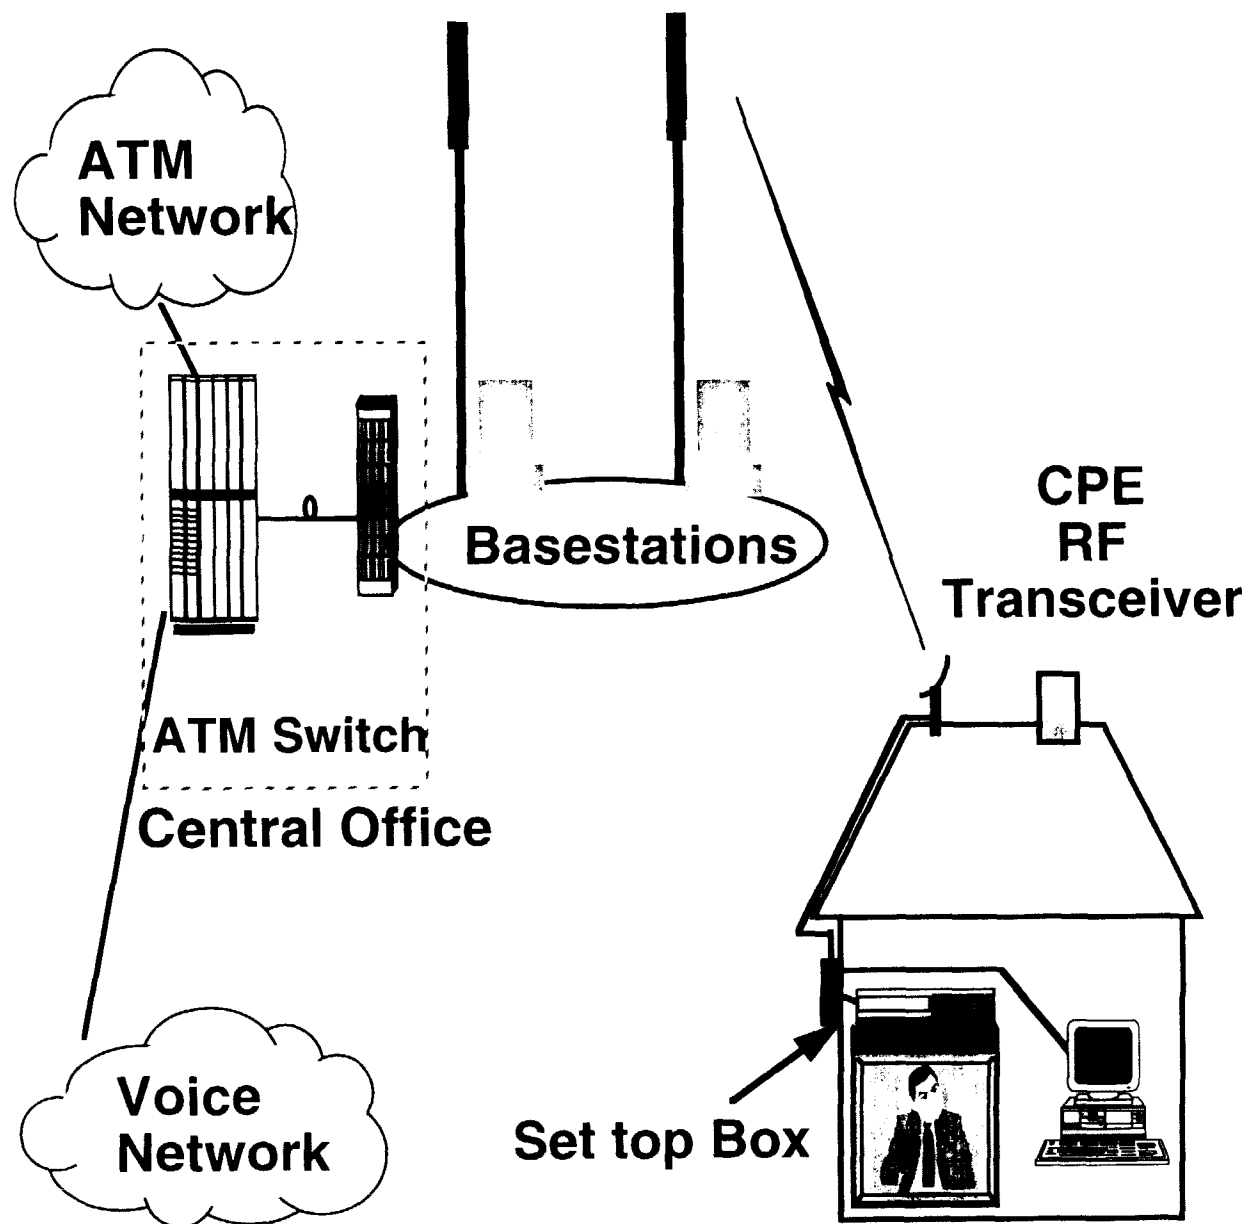 ATM
Network
Basestations
CPE
RF
Transceiver
ATM Switch
Central Office
Voice
Network
Set top Box